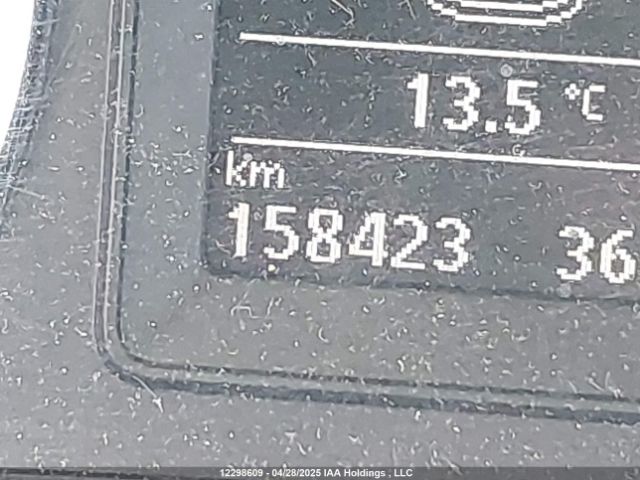 13.5 °C
km
158423 36
12298609 - 04/28/2025 IAA Holdings , LLC